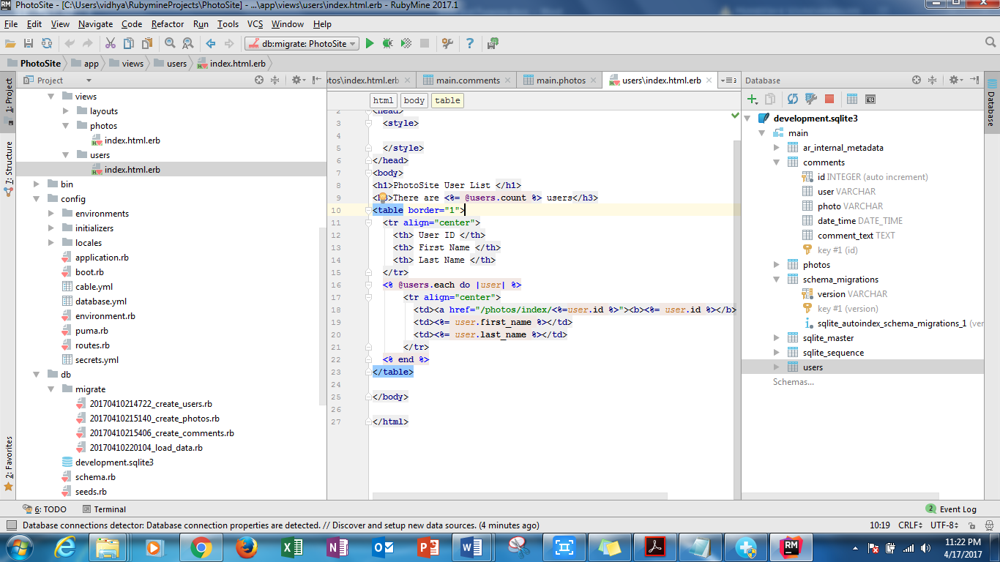 PhotoSite - [C:\Users\vidhya\RubymineProjects\PhotoSite] - ...\app\views\users\index.html.erb - RubyMine 2017.1
File Edit View Navigate Code Refactor Run Tools VCS Window Help
db:migrate: PhotoSite
PhotoSite app views users index.html.erb
1: Project
7: Structure
2: Favorites
Project
views
layouts
photos
index.html.erb
users
index.html.erb
bin
config
environments
initializers
locales
application.rb
boot.rb
cable.yml
database.yml
environment.rb
puma.rb
routes.rb
secrets.yml
db
migrate
20170410214722_create_users.rb
20170410215140_create_photos.rb
20170410215406_create_comments.rb
20170410220104_load_data.rb
development.sqlite3
schema.rb
seeds.rb
tos\index.html.erb main.comments main.photos users\index.html.erb
html body table
2 <head>
3 <style>
4
5 </style>
6 </head>
7 <body>
8 <h1>PhotoSite User List </h1>
9 <h3>There are <%= @users.count %> users</h3>
10 <table border="1">
11 <tr align="center">
12 <th> User ID </th>
13 <th> First Name </th>
14 <th> Last Name </th>
15 </tr>
16 <% @users.each do |user| %>
17 <tr align="center">
18 <td><a href="/photos/index/<%=user.id %>"><b><%= user.id %></b>
19 <td><%= user.first_name %></td>
20 <td><%= user.last_name %></td>
21 </tr>
22 <% end %>
23 </table>
24
25 </body>
26
27 </html>
Database
development.sqlite3
main
ar_internal_metadata
comments
id INTEGER (auto increment)
user VARCHAR
photo VARCHAR
date_time DATE_TIME
comment_text TEXT
key #1 (id)
photos
schema_migrations
version VARCHAR
key #1 (version)
sqlite_autoindex_schema_migrations_1 (ver
sqlite_master
sqlite_sequence
users
Schemas...
Database
6: TODO Terminal 2 Event Log
Database connections detector: Database connection properties are detected. // Discover and setup new data sources. (4 minutes ago) 10:19 CRLF UTF-8
11:22 PM
4/17/2017